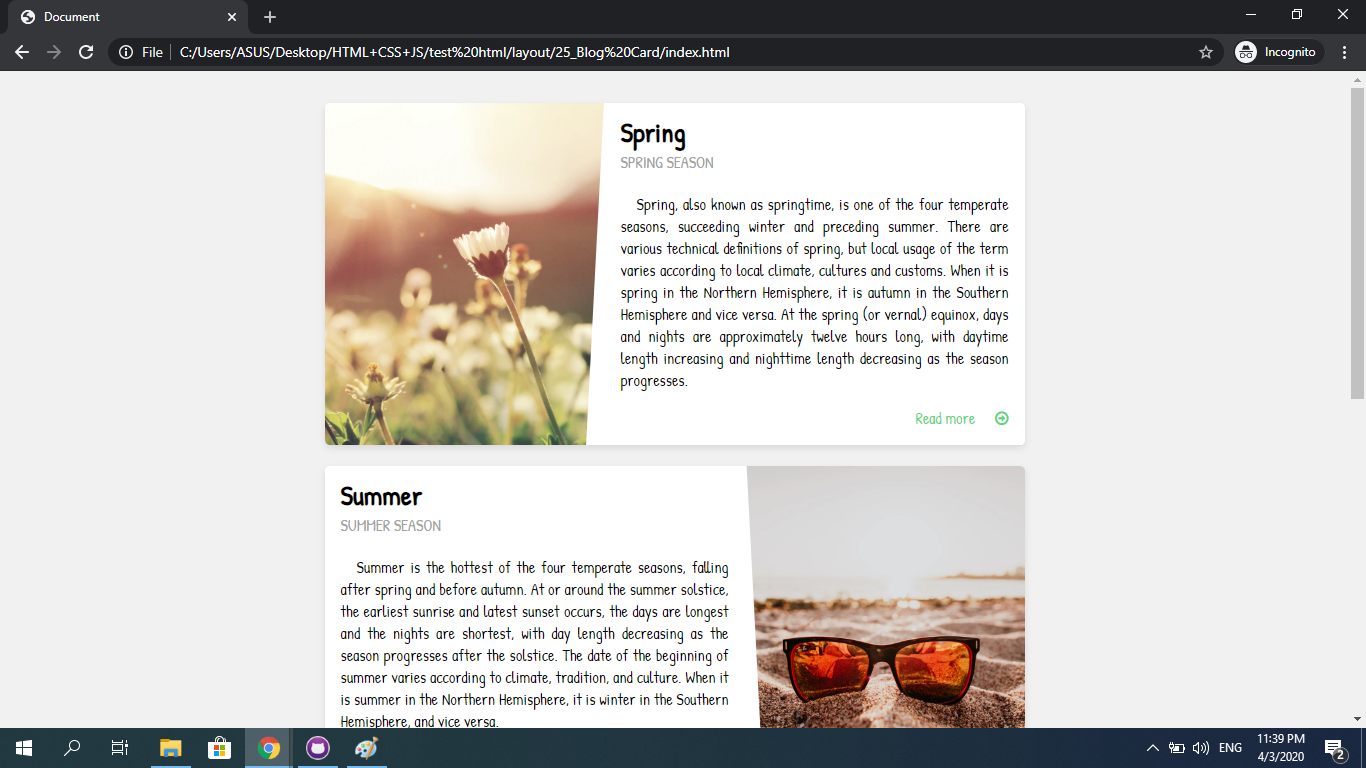 Document
File
C:/Users/ASUS/Desktop/HTML+CSS+JS/test%20html/layout/25_Blog%20Card/index.html
Incognito
Spring
SPRING SEASON
Spring, also known as springtime, is one of the four temperate
seasons, succeeding winter and preceding summer. There are
various technical definitions of spring, but local usage of the term
varies according to local climate, cultures and customs. When it is
spring in the Northern Hemisphere, it is autumn in the Southern
Hemisphere and vice versa. At the spring (or vernal) equinox, days
and nights are approximately twelve hours long, with daytime
length increasing and nighttime length decreasing as the season
progresses.
Read more
Summer
SUMMER SEASON
Summer is the hottest of the four temperate seasons, falling
after spring and before autumn. At or around the summer solstice,
the earliest sunrise and latest sunset occurs, the days are longest
and the nights are shortest, with day length decreasing as the
season progresses after the solstice. The date of the beginning of
summer varies according to climate, tradition, and culture. When it
is summer in the Northern Hemisphere, it is winter in the Southern
Hemisphere, and vice versa.
ENG
11:39 PM
4/3/2020
2